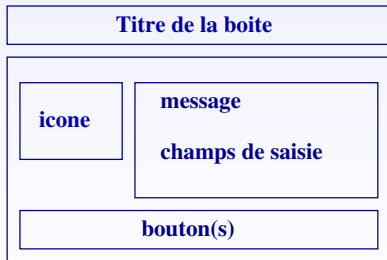 Titre de la boite
icone
message
champs de saisie
bouton(s)